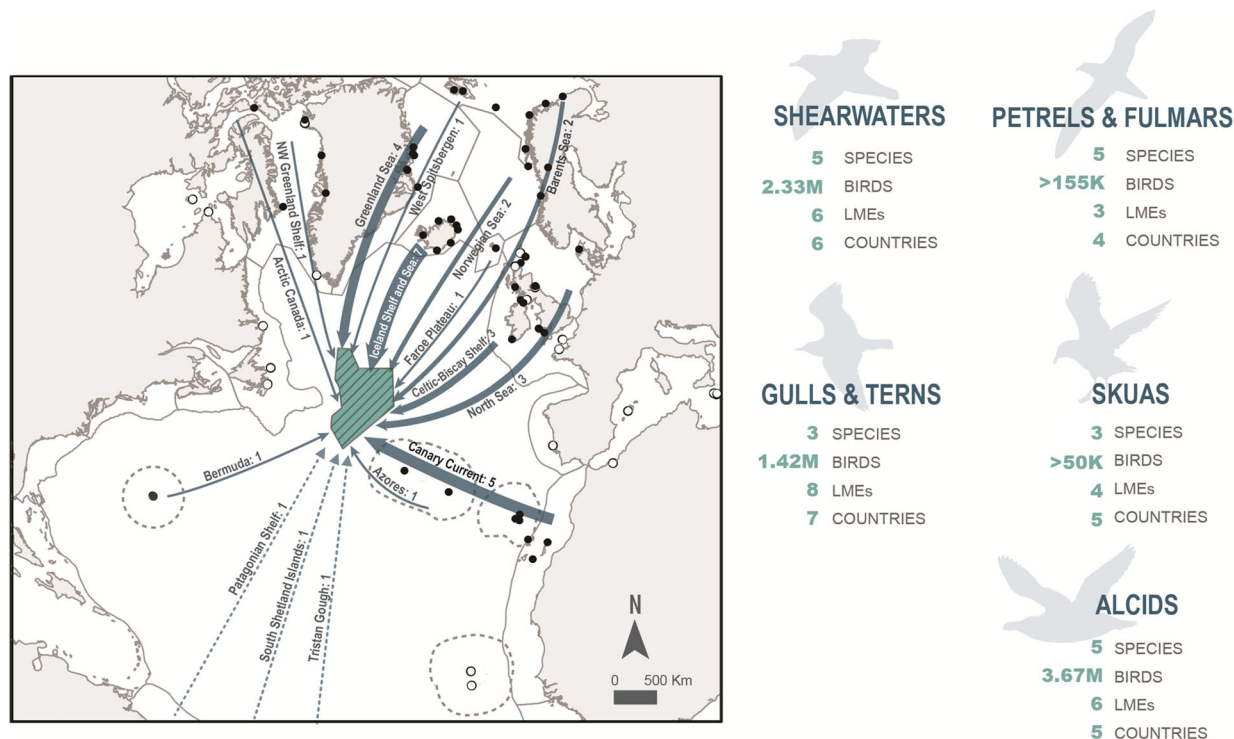 NW Greenland Shelf: 1
Arctic Canada: 1
Greenland Sea: 4
West Spitsbergen: 1
Barents Sea: 2
Iceland Shelf and Sea: 7
Norwegian Sea: 2
Faroe Plateau: 1
Celtic-Biscay Shelf: 3
North Sea: 3
Bermuda: 1
Canary Current: 5
Azores: 1
Patagonian Shelf: 1
South Shetland Islands: 1
Tristan Gough: 1
N
0 500 Km
SHEARWATERS
5 SPECIES
2.33M BIRDS
6 LMEs
6 COUNTRIES
PETRELS & FULMARS
5 SPECIES
>155K BIRDS
3 LMEs
4 COUNTRIES
GULLS & TERNS
3 SPECIES
1.42M BIRDS
8 LMEs
7 COUNTRIES
SKUAS
3 SPECIES
>50K BIRDS
4 LMEs
5 COUNTRIES
ALCIDS
5 SPECIES
3.67M BIRDS
6 LMEs
5 COUNTRIES